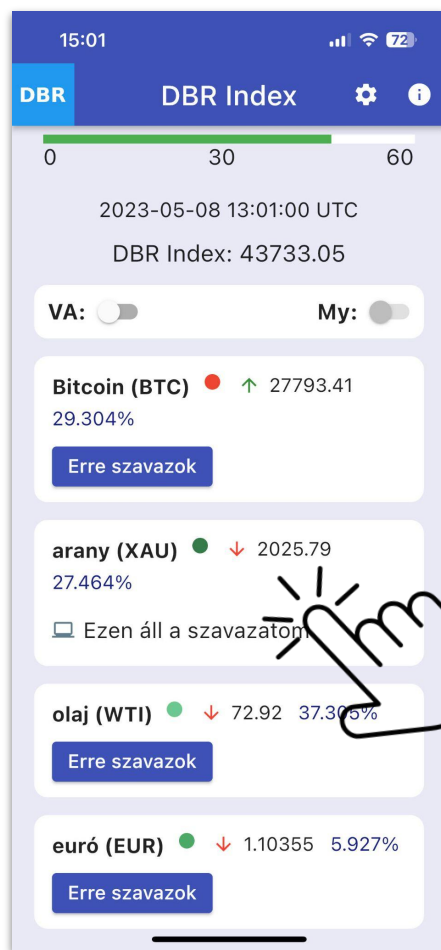 15:01 72
DBR DBR Index
0 30 60
2023-05-08 13:01:00 UTC
DBR Index: 43733.05
VA: My:
Bitcoin (BTC) ↑ 27793.41
29.304%
Erre szavazok
arany (XAU) ↓ 2025.79
27.464%
Ezen áll a szavazatom
olaj (WTI) ↓ 72.92 37.305%
Erre szavazok
euró (EUR) ↓ 1.10355 5.927%
Erre szavazok